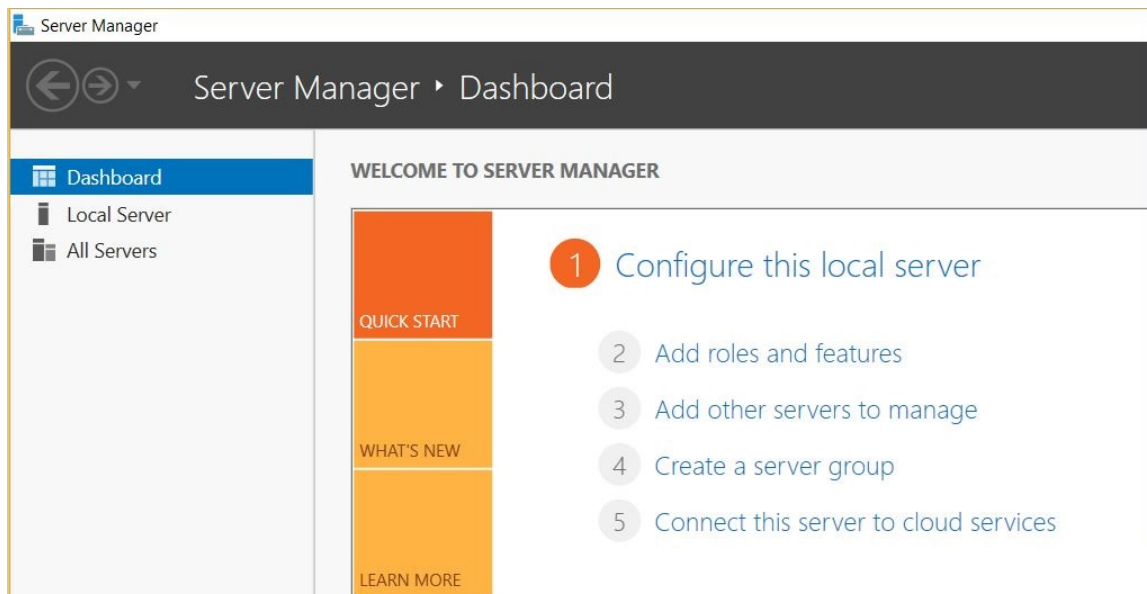 Server Manager
Server Manager ‣ Dashboard
Dashboard
Local Server
All Servers
WELCOME TO SERVER MANAGER
QUICK START
WHAT'S NEW
LEARN MORE
1 Configure this local server
2 Add roles and features
3 Add other servers to manage
4 Create a server group
5 Connect this server to cloud services